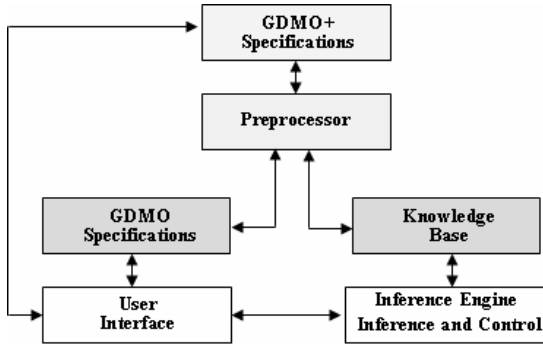 GDMO+
Specifications
Preprocessor
GDMO
Specifications
Knowledge
Base
User
Interface
Inference Engine
Inference and Control